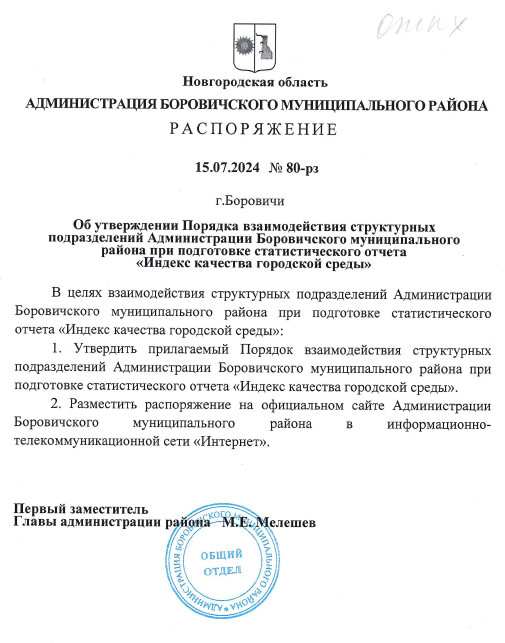 Новгородская область
АДМИНИСТРАЦИЯ БОРОВИЧСКОГО МУНИЦИПАЛЬНОГО РАЙОНА
РАСПОРЯЖЕНИЕ
15.07.2024 № 80-рз
г.Боровичи
Об утверждении Порядка взаимодействия структурных
подразделений Администрации Боровичского муниципального
района при подготовке статистического отчета
«Индекс качества городской среды»
В целях взаимодействия структурных подразделений Администрации
Боровичского муниципального района при подготовке статистического
отчета «Индекс качества городской среды»:
1. Утвердить прилагаемый Порядок взаимодействия структурных
подразделений Администрации Боровичского муниципального района при
подготовке статистического отчета «Индекс качества городской среды».
2. Разместить распоряжение на официальном сайте Администрации
Боровичского муниципального района в информационно-
телекоммуникационной сети «Интернет».
Первый заместитель
Главы администрации района М.Е. Мелешев
АДМИНИСТРАЦИЯ БОРОВИЧСКОГО МУНИЦИПАЛЬНОГО РАЙОНА
ОБЩИЙ
ОТДЕЛ